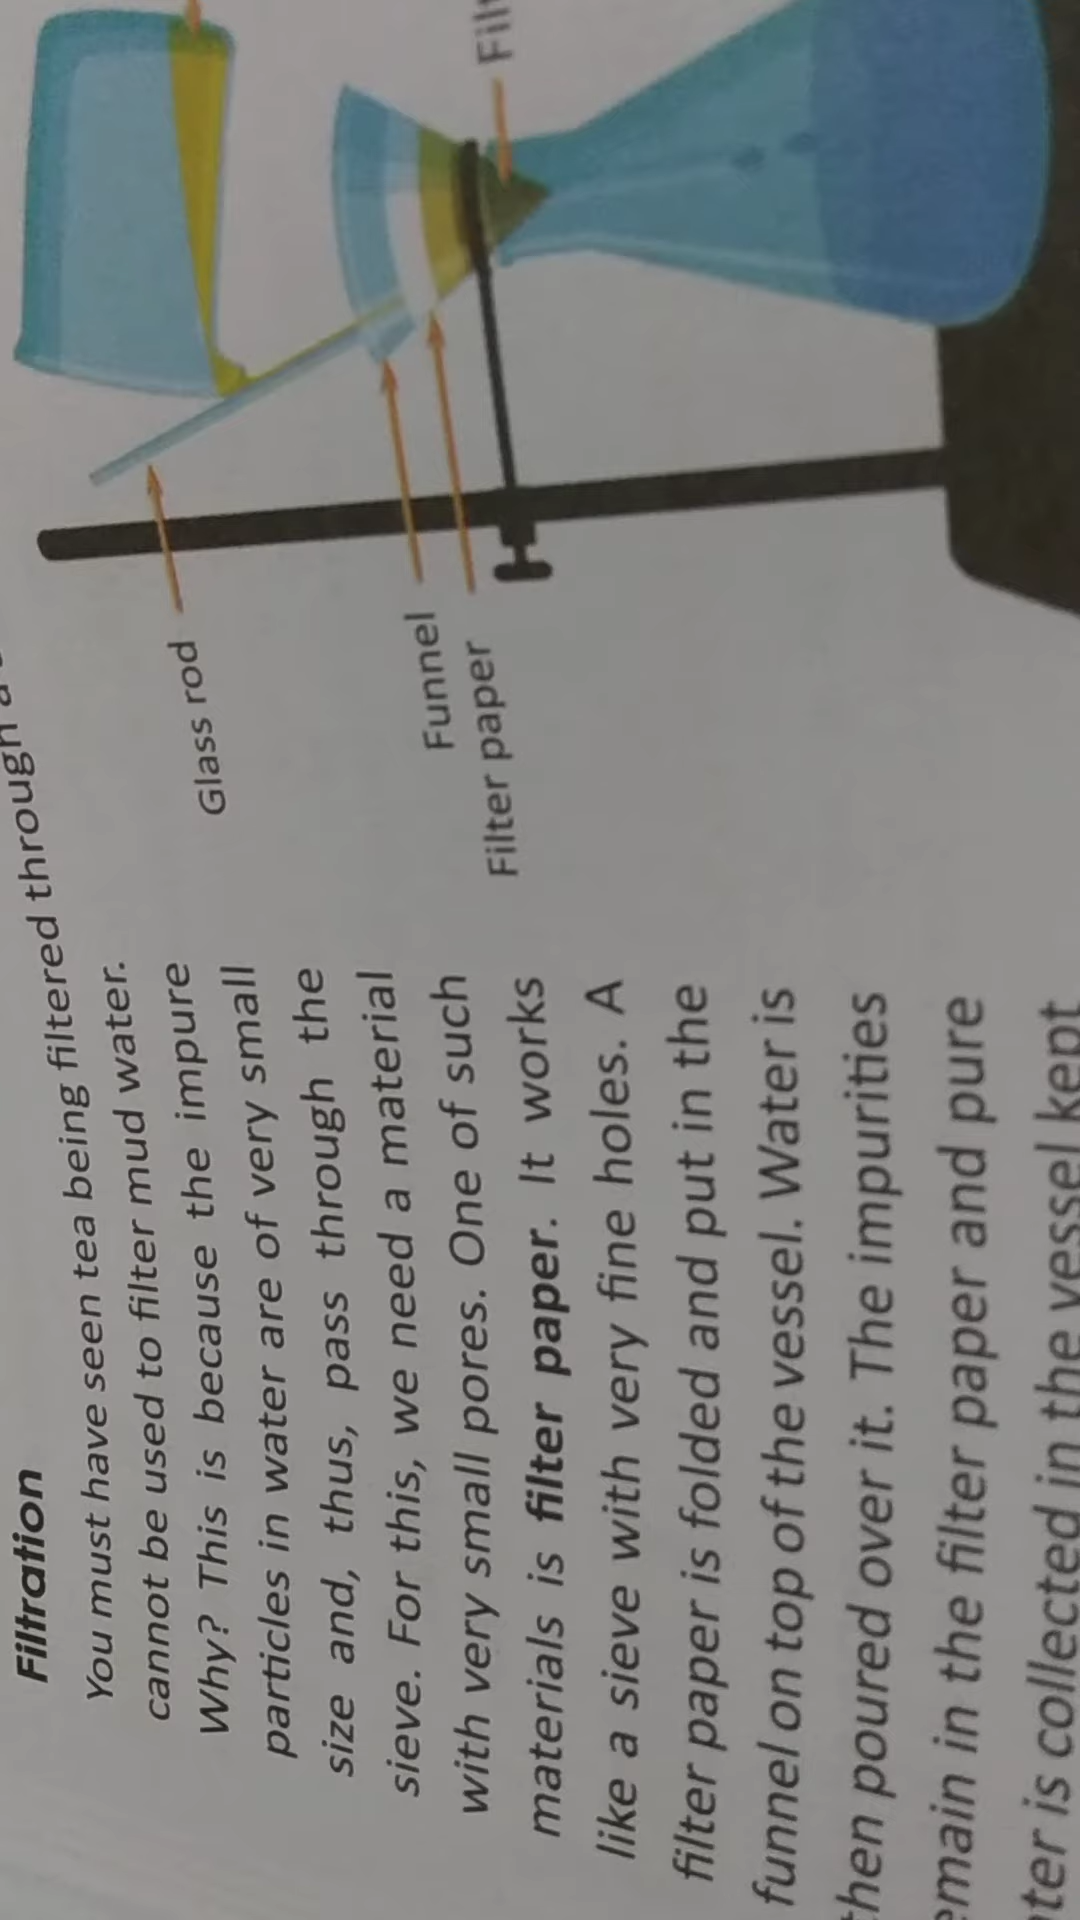 Filtration
You must have seen tea being filtered through a
cannot be used to filter mud water.
Why? This is because the impure
particles in water are of very small
size and, thus, pass through the
sieve. For this, we need a material
with very small pores. One of such
materials is filter paper. It works
like a sieve with very fine holes. A
filter paper is folded and put in the
funnel on top of the vessel. Water is
then poured over it. The impurities
remain in the filter paper and pure
water is collected in the vessel kept
Glass rod
Funnel
Filter paper